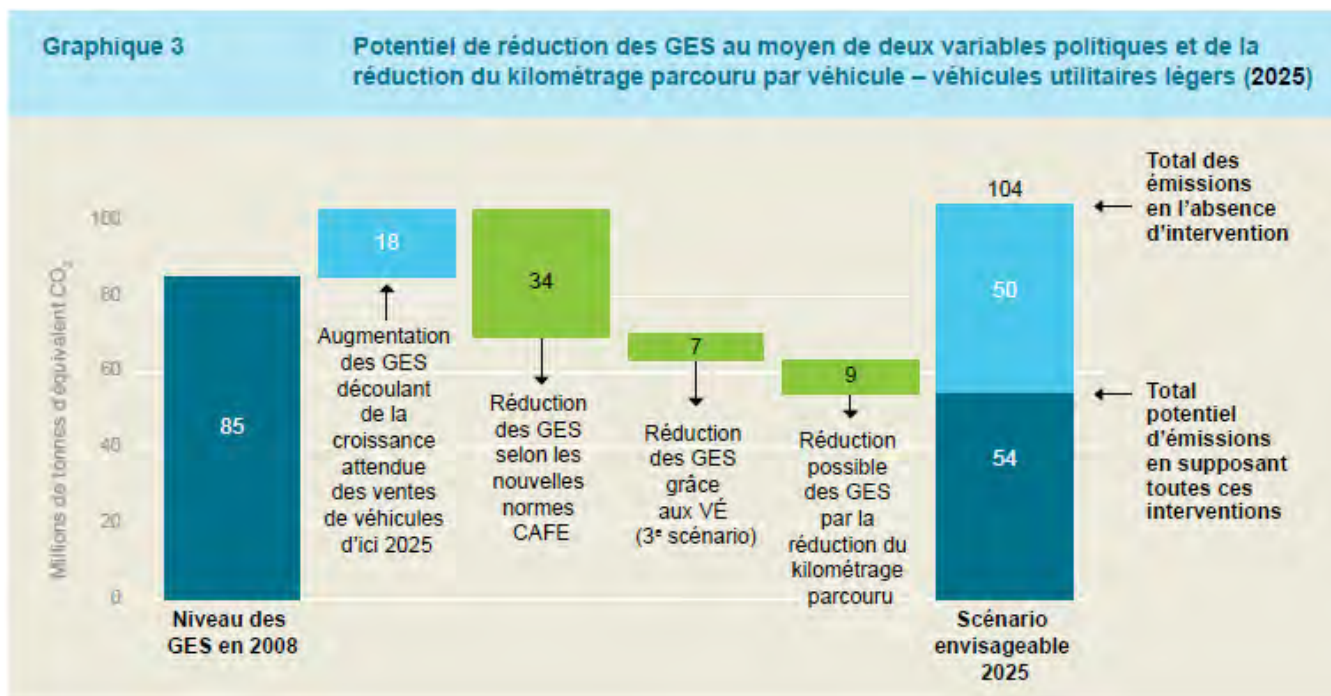 Graphique 3
Potentiel de réduction des GES au moyen de deux variables politiques et de la
réduction du kilométrage parcouru par véhicule – véhicules utilitaires légers (2025)
Millions de tonnes d'équivalent CO2
100
80
60
40
20
0
85
Niveau des
GES en 2008
18
Augmentation
des GES
découlant
de la
croissance
attendue
des ventes
de véhicules
d'ici 2025
34
Réduction
des GES
selon les
nouvelles
normes
CAFE
7
Réduction
des GES
grâce
aux VÉ
(3e scénario)
9
Réduction
possible
des GES
par la
réduction du
kilométrage
parcouru
104
50
54
Scénario
envisageable
2025
Total des
émissions
en l'absence
d'intervention
Total
potentiel
d'émissions
en supposant
toutes ces
interventions